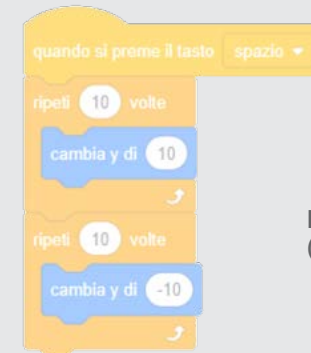 quando si preme il tasto spazio
ripeti 10 volte
cambia y di 10
ripeti 10 volte
cambia y di -10